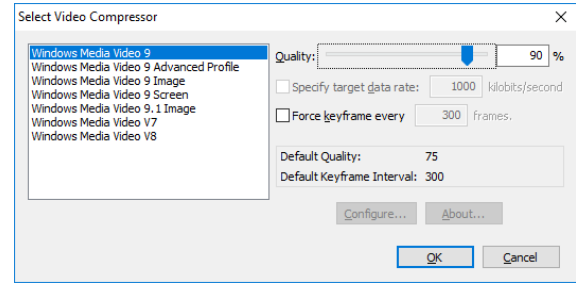 Select Video Compressor
Windows Media Video 9
Windows Media Video 9 Advanced Profile
Windows Media Video 9 Image
Windows Media Video 9 Screen
Windows Media Video 9.1 Image
Windows Media Video V7
Windows Media Video V8
Quality: 90 %
Specify target data rate: 1000 kilobits/second
Force keyframe every 300 frames.
Default Quality: 75
Default Keyframe Interval: 300
Configure... About...
OK Cancel